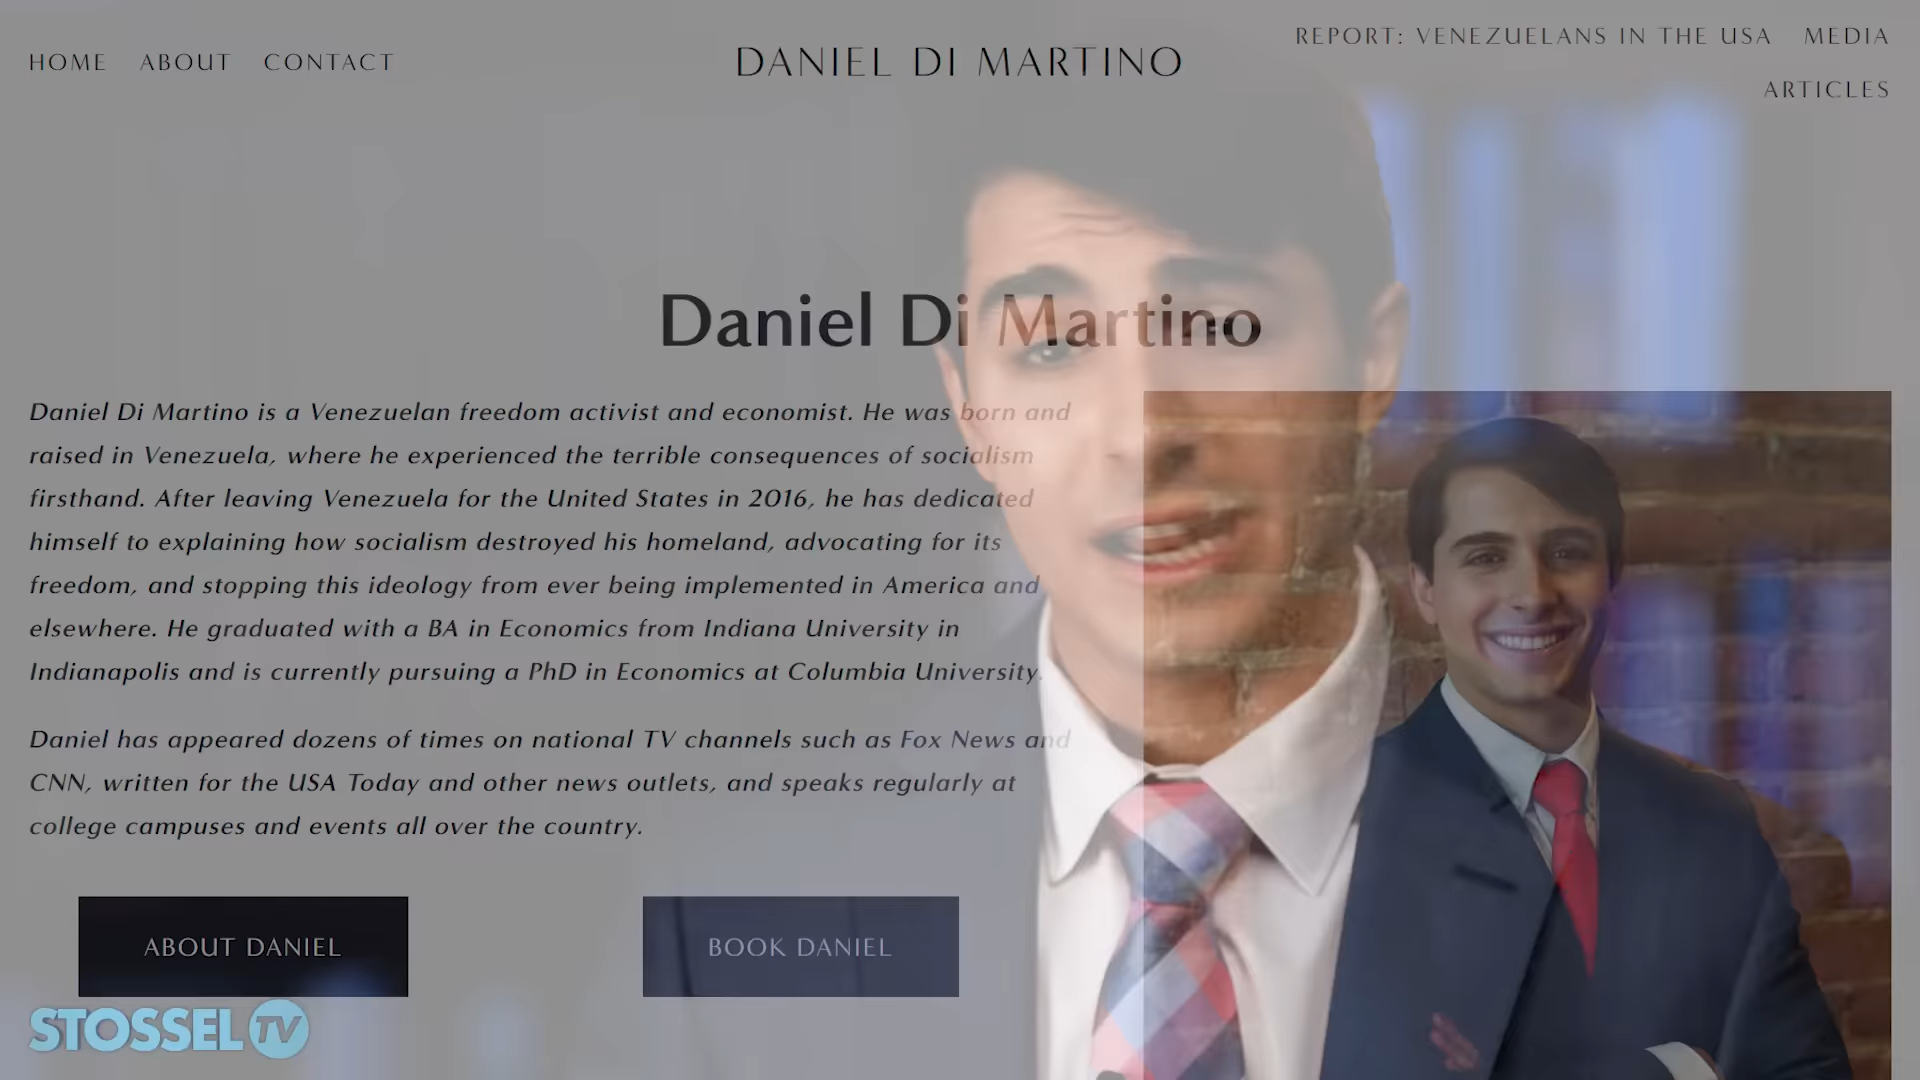 HOME ABOUT CONTACT
DANIEL DI MARTINO
REPORT: VENEZUELANS IN THE USA MEDIA
ARTICLES
Daniel Di Martino
Daniel Di Martino is a Venezuelan freedom activist and economist. He was born and
raised in Venezuela, where he experienced the terrible consequences of socialism
firsthand. After leaving Venezuela for the United States in 2016, he has dedicated
himself to explaining how socialism destroyed his homeland, advocating for its
freedom, and stopping this ideology from ever being implemented in America and
elsewhere. He graduated with a BA in Economics from Indiana University in
Indianapolis and is currently pursuing a PhD in Economics at Columbia University.
Daniel has appeared dozens of times on national TV channels such as Fox News and
CNN, written for the USA Today and other news outlets, and speaks regularly at
college campuses and events all over the country.
ABOUT DANIEL
BOOK DANIEL
STOSSEL TV